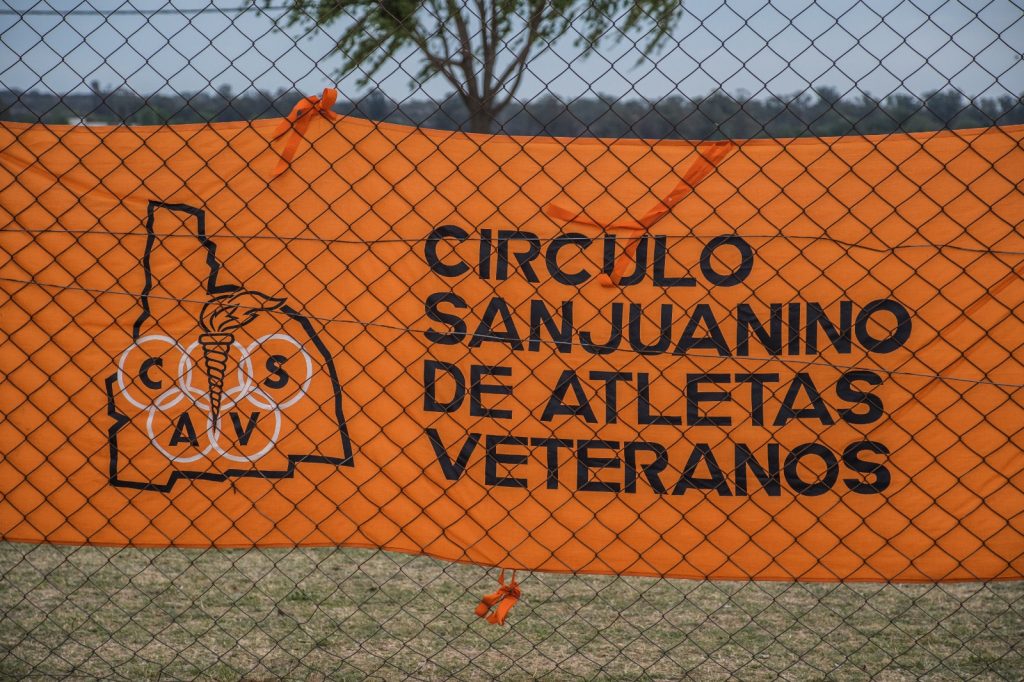 C S
A V
CIRCULO
SANJUANINO
DE ATLETAS
VETERANOS